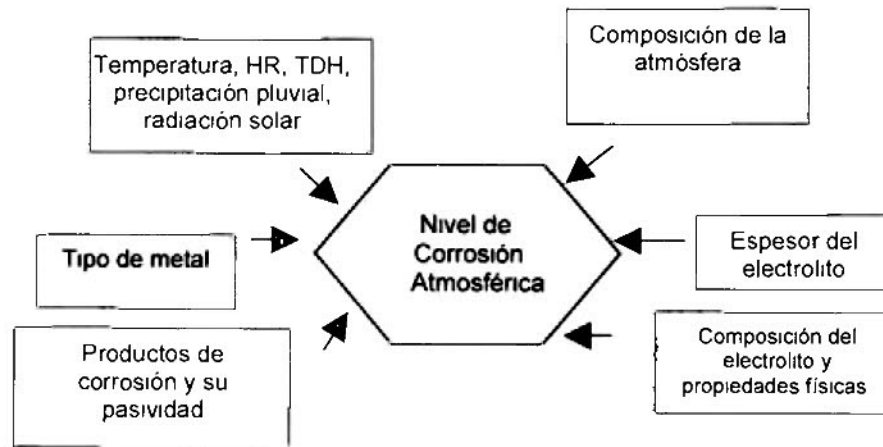 Temperatura, HR, TDH,
precipitación pluvial,
radiación solar
Composición de la
atmósfera
Nivel de
Corrosión
Atmosférica
Tipo de metal
Espesor del
electrolito
Productos de
corrosión y su
pasividad
Composición del
electrolito y
propiedades físicas